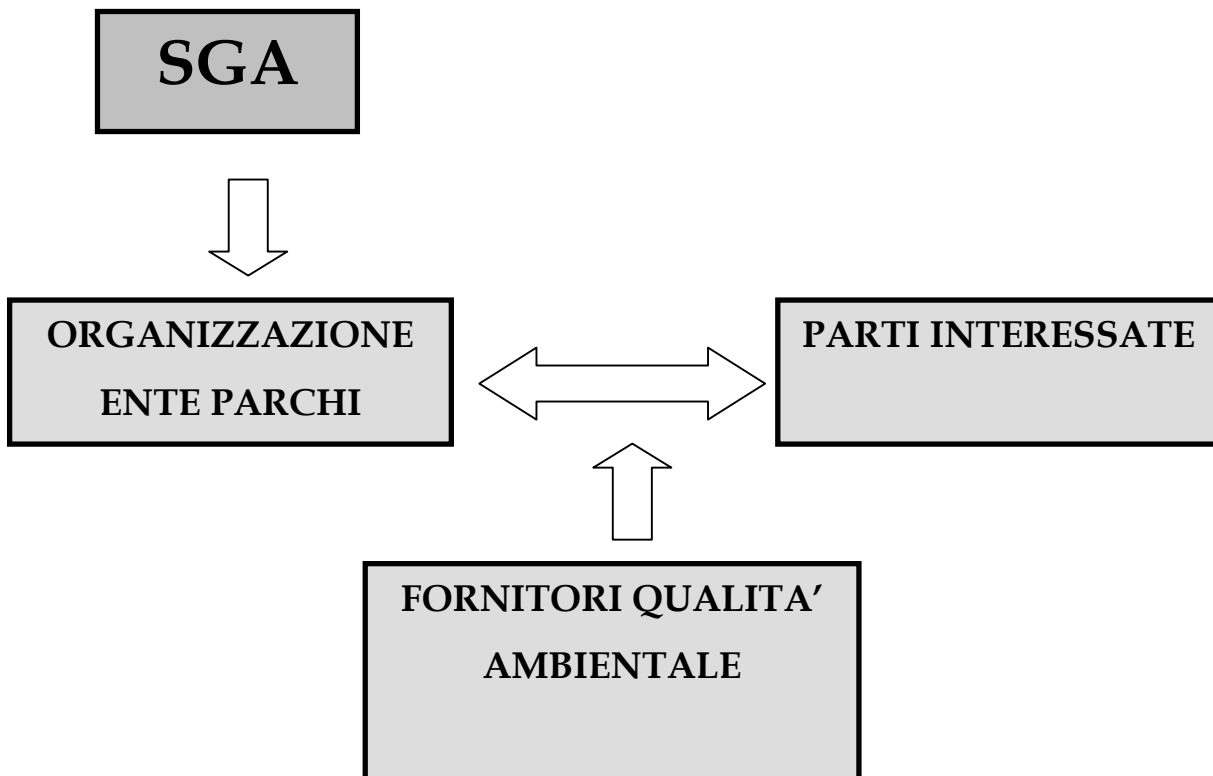 SGA
ORGANIZZAZIONE
ENTE PARCHI
PARTI INTERESSATE
FORNITORI QUALITA’
AMBIENTALE